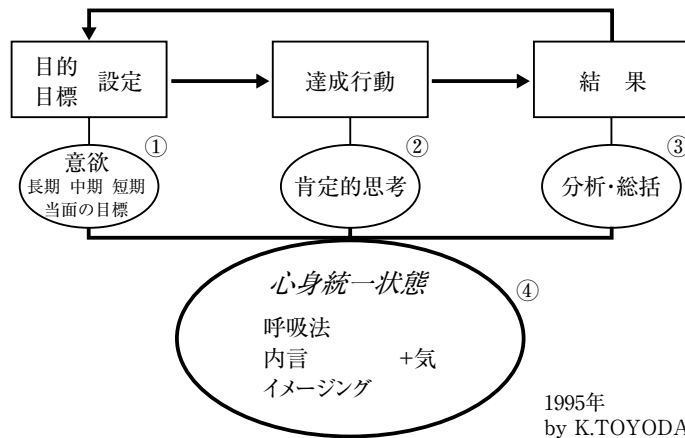 目的
目標 設定
達成行動
結　果
①
意欲
長期 中期 短期
当面の目標
②
肯定的思考
③
分析・総括
④
心身統一状態
呼吸法
内言 +気
イメージング
1995年
by K.TOYODA